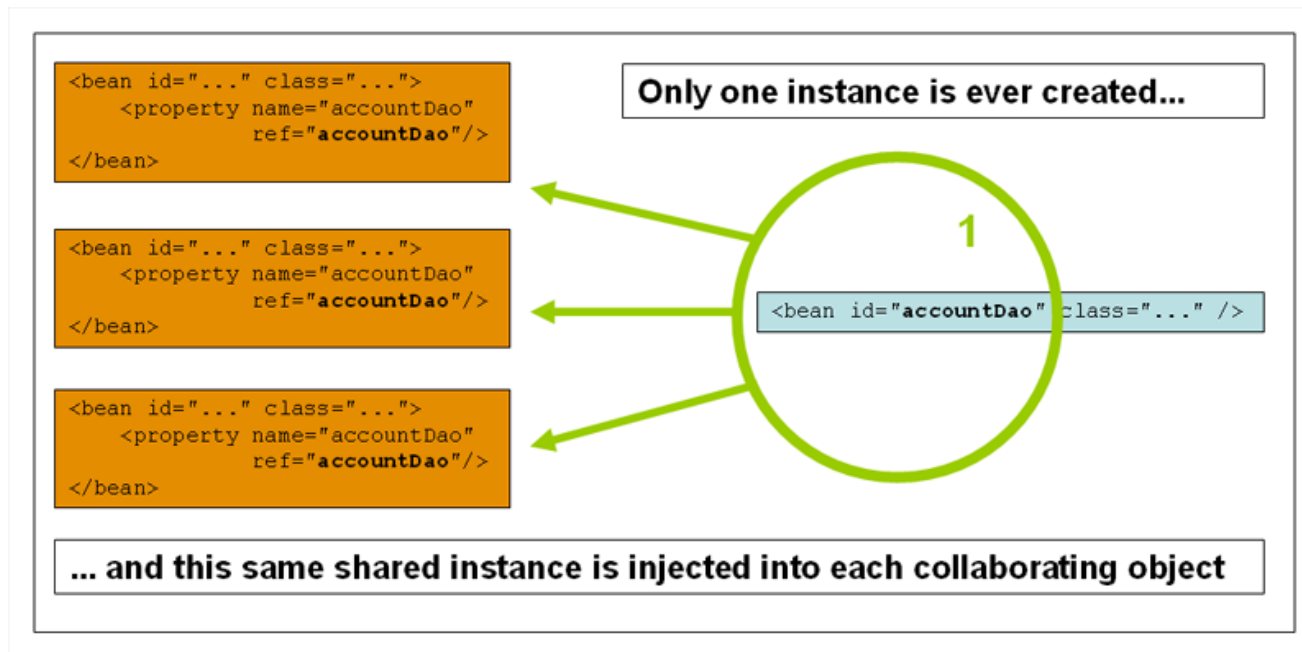 <bean id="..." class="...">
<property name="accountDao"
ref="accountDao"/>
</bean>
Only one instance is ever created...
<bean id="..." class="...">
<property name="accountDao"
ref="accountDao"/>
</bean>
1
<bean id="accountDao" class="..." />
<bean id="..." class="...">
<property name="accountDao"
ref="accountDao"/>
</bean>
... and this same shared instance is injected into each collaborating object